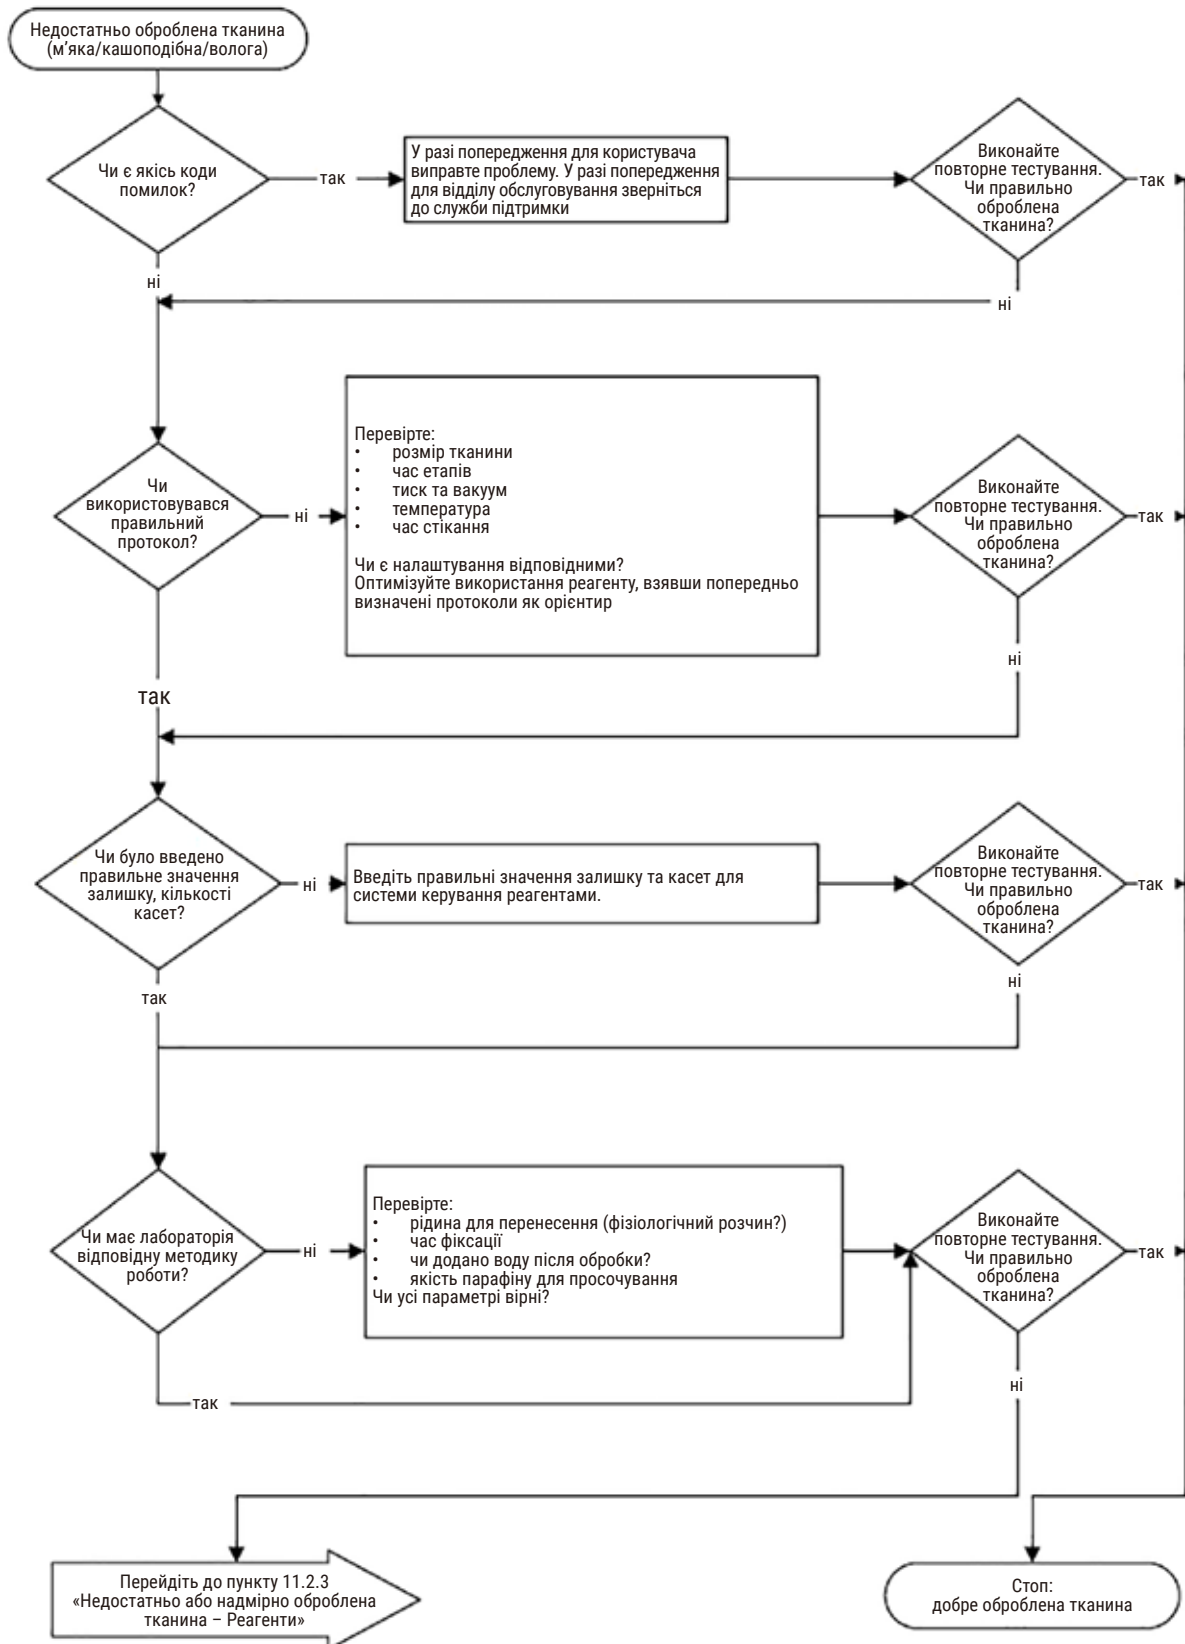 Недостатньо оброблена тканина
(м’яка/кашоподібна/волога)
Чи є якісь коди
помилок?
так
У разі попередження для користувача
виправте проблему. У разі попередження
для відділу обслуговування зверніться
до служби підтримки
Виконайте
повторне тестування.
Чи правильно
оброблена
тканина?
так
ні
ні
Чи
використовувався
правильний
протокол?
ні
Перевірте:
• розмір тканини
• час етапів
• тиск та вакуум
• температура
• час стікання
Чи є налаштування відповідними?
Оптимізуйте використання реагенту, взявши попередньо
визначені протоколи як орієнтир
Виконайте
повторне тестування.
Чи правильно
оброблена
тканина?
так
ні
так
Чи було введено
правильне значення
залишку, кількості
касет?
ні
Введіть правильні значення залишку та касет для
системи керування реагентами.
Виконайте
повторне тестування.
Чи правильно
оброблена
тканина?
так
ні
так
Чи має лабораторія
відповідну методику
роботи?
ні
Перевірте:
• рідина для перенесення (фізіологічний розчин?)
• час фіксації
• чи додано воду після обробки?
• якість парафіну для просочування
Чи усі параметрі вірні?
Виконайте
повторне тестування.
Чи правильно
оброблена
тканина?
так
ні
так
Перейдіть до пункту 11.2.3
«Недостатньо або надмірно оброблена
тканина – Реагенти»
Стоп:
добре оброблена тканина